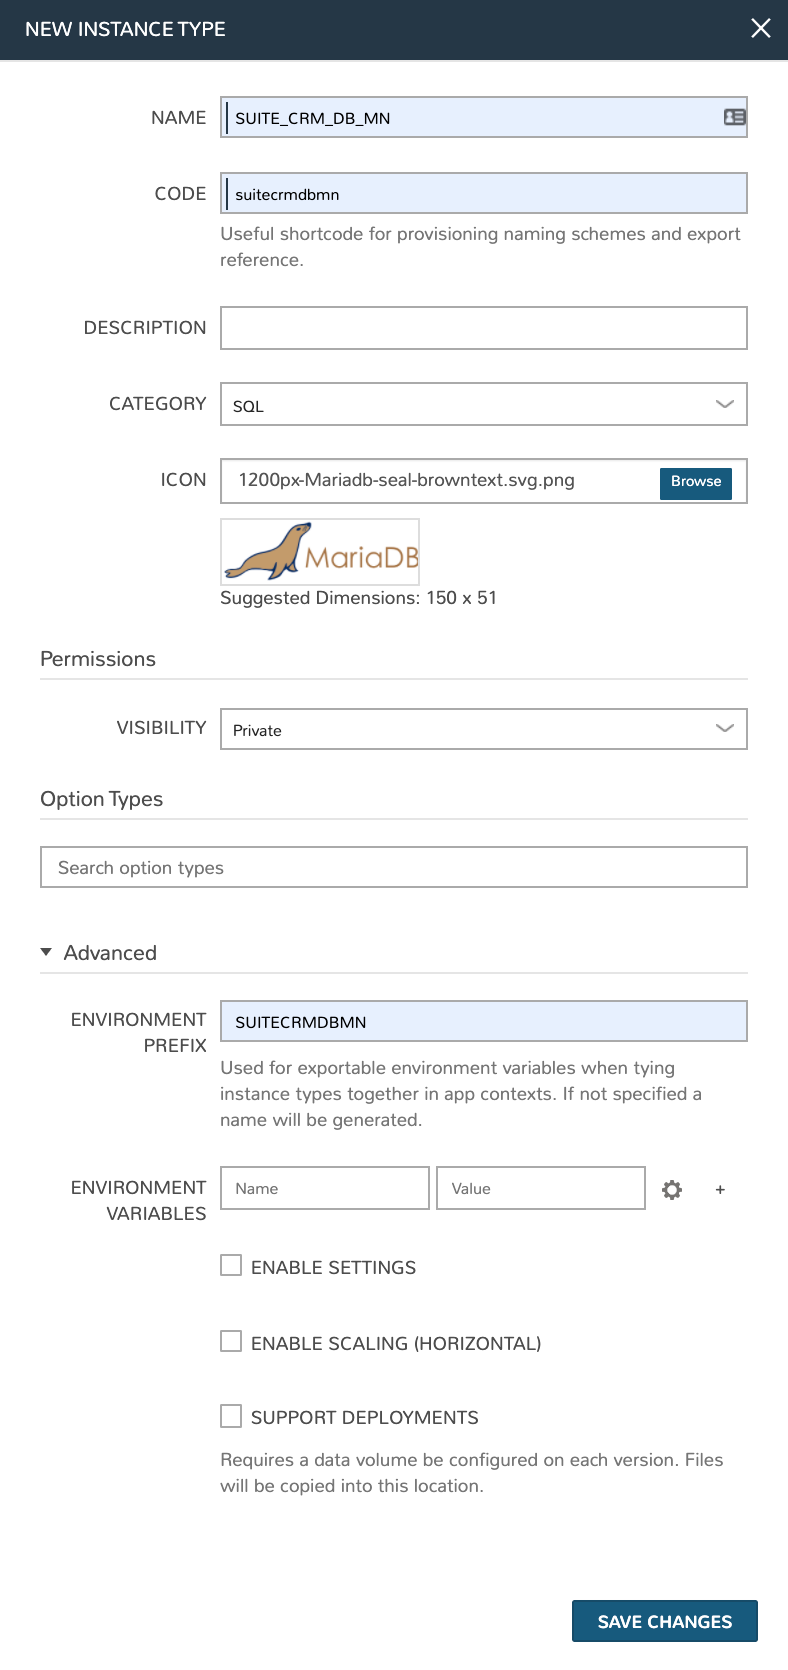 NEW INSTANCE TYPE
NAME
SUITE_CRM_DB_MN
CODE
suitecrmdbmn
Useful shortcode for provisioning naming schemes and export
reference.
DESCRIPTION
CATEGORY
SQL
ICON
1200px-Mariadb-seal-browntext.svg.png
Browse
MariaDB
Suggested Dimensions: 150 x 51
Permissions
VISIBILITY
Private
Option Types
Search option types
Advanced
ENVIRONMENT
PREFIX
SUITECRMDBMN
Used for exportable environment variables when tying
instance types together in app contexts. If not specified a
name will be generated.
ENVIRONMENT
VARIABLES
Name
Value
+
ENABLE SETTINGS
ENABLE SCALING (HORIZONTAL)
SUPPORT DEPLOYMENTS
Requires a data volume be configured on each version. Files
will be copied into this location.
SAVE CHANGES